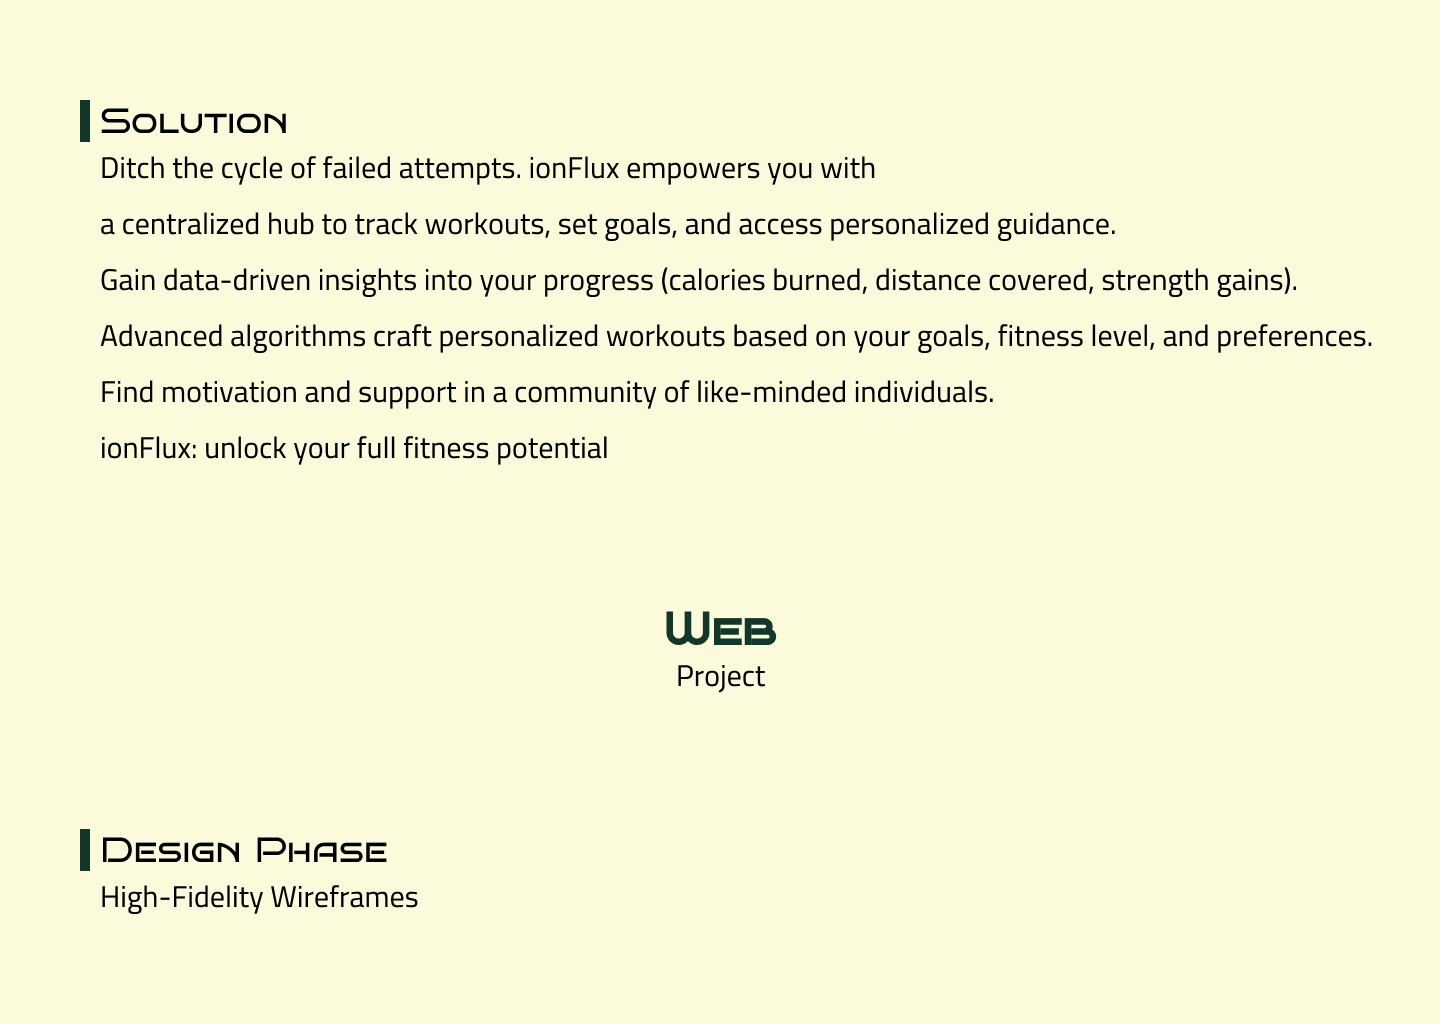 Solution
Ditch the cycle of failed attempts. ionFlux empowers you with
a centralized hub to track workouts, set goals, and access personalized guidance.
Gain data-driven insights into your progress (calories burned, distance covered, strength gains).
Advanced algorithms craft personalized workouts based on your goals, fitness level, and preferences.
Find motivation and support in a community of like-minded individuals.
ionFlux: unlock your full fitness potential
Web
Project
Design Phase
High-Fidelity Wireframes